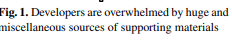 Fig. 1. Developers are overwhelmed by huge and
miscellaneous sources of supporting materials